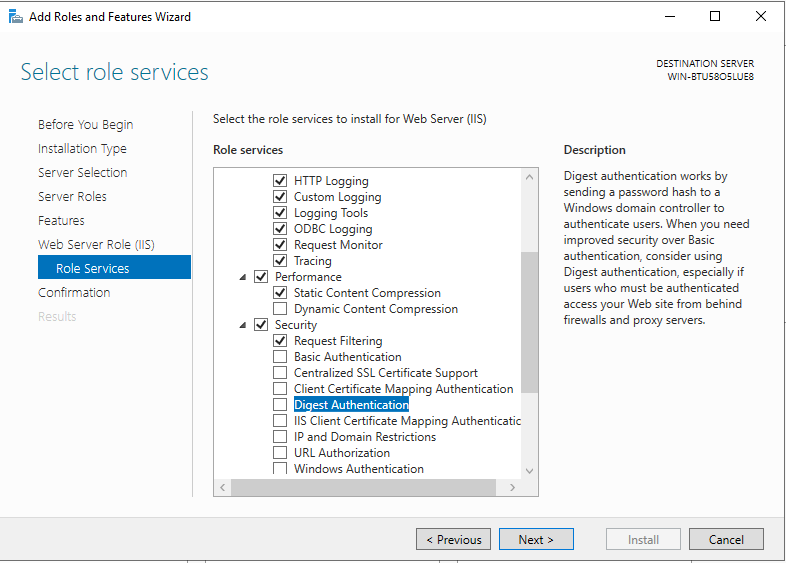 Add Roles and Features Wizard
Select role services
DESTINATION SERVER
WIN-BTU58O5LUE8
Before You Begin
Installation Type
Server Selection
Server Roles
Features
Web Server Role (IIS)
Role Services
Confirmation
Results
Select the role services to install for Web Server (IIS)
Role services
HTTP Logging
Custom Logging
Logging Tools
ODBC Logging
Request Monitor
Tracing
Performance
Static Content Compression
Dynamic Content Compression
Security
Request Filtering
Basic Authentication
Centralized SSL Certificate Support
Client Certificate Mapping Authentication
Digest Authentication
IIS Client Certificate Mapping Authenticatic
IP and Domain Restrictions
URL Authorization
Windows Authentication
Description
Digest authentication works by
sending a password hash to a
Windows domain controller to
authenticate users. When you need
improved security over Basic
authentication, consider using
Digest authentication, especially if
users who must be authenticated
access your Web site from behind
firewalls and proxy servers.
< Previous
Next >
Install
Cancel